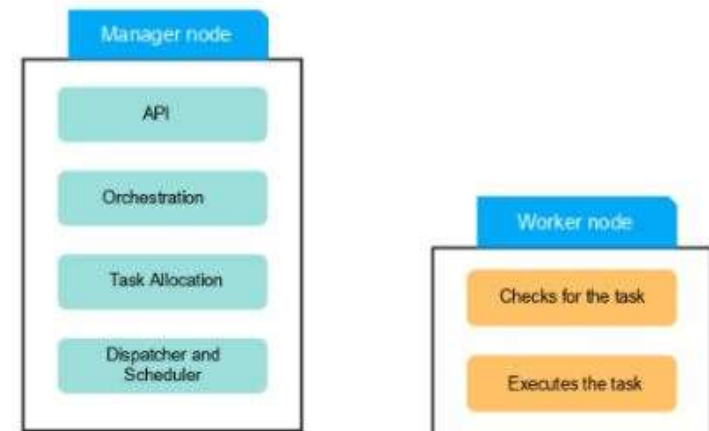 Manager node
API
Orchestration
Task Allocation
Dispatcher and
Scheduler
Worker node
Checks for the task
Executes the task